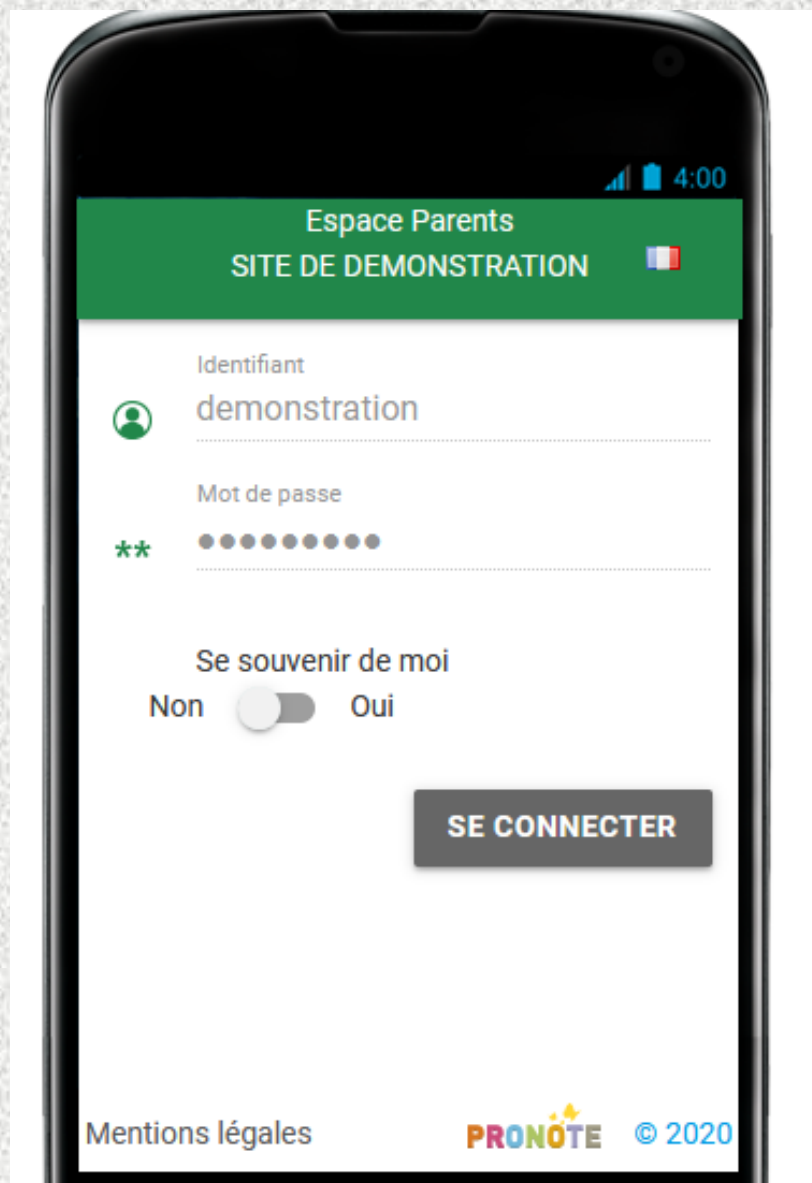 4:00
Espace Parents
SITE DE DEMONSTRATION
Identifiant
demonstration
Mot de passe
** ●●●●●●●●●
Se souvenir de moi
Non Oui
SE CONNECTER
Mentions légales PRONOTE © 2020